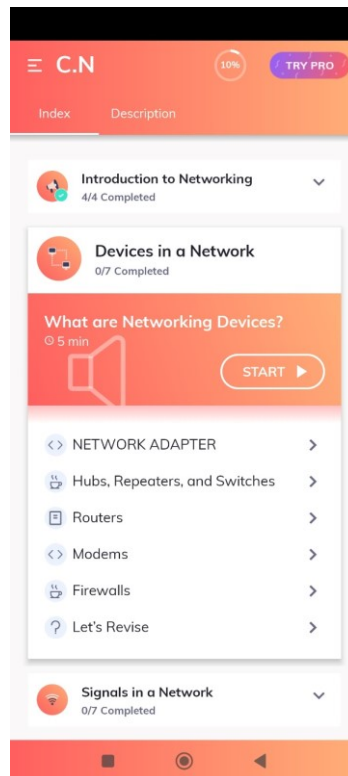 C.N
10%
TRY PRO
Index
Description
Introduction to Networking
4/4 Completed
Devices in a Network
0/7 Completed
What are Networking Devices?
5 min
START
NETWORK ADAPTER
Hubs, Repeaters, and Switches
Routers
Modems
Firewalls
Let's Revise
Signals in a Network
0/7 Completed